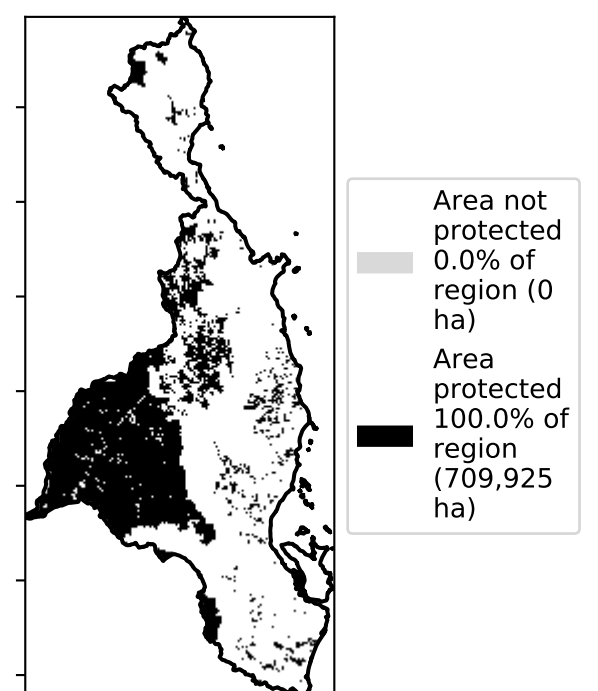 Area not
protected
0.0% of
region (0
ha)
Area
protected
100.0% of
region
(709,925
ha)